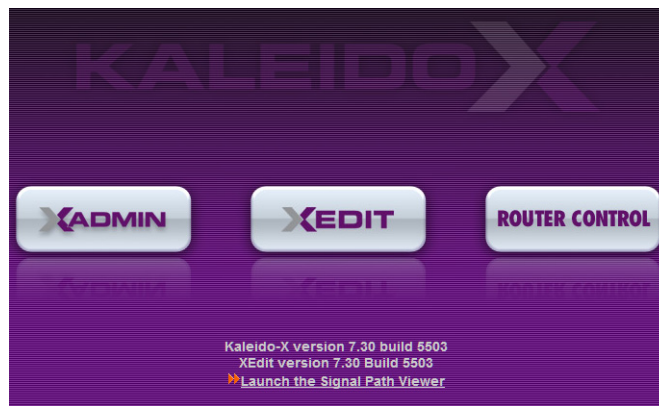 KALEIDOX
XADMIN
XEDIT
ROUTER CONTROL
Kaleido-X version 7.30 build 5503
XEdit version 7.30 Build 5503
Launch the Signal Path Viewer